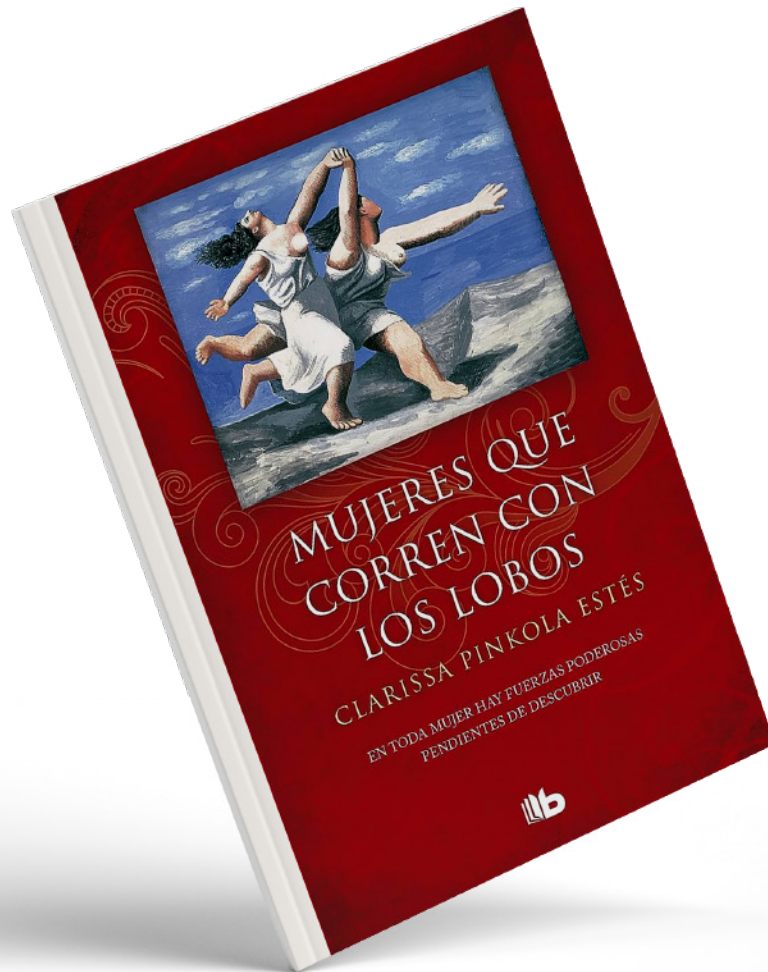 MUJERES QUE
CORREN CON
LOS LOBOS
CLARISSA PINKOLA ESTÉS
EN TODA MUJER HAY FUERZAS PODEROSAS
PENDIENTES DE DESCUBRIR
b